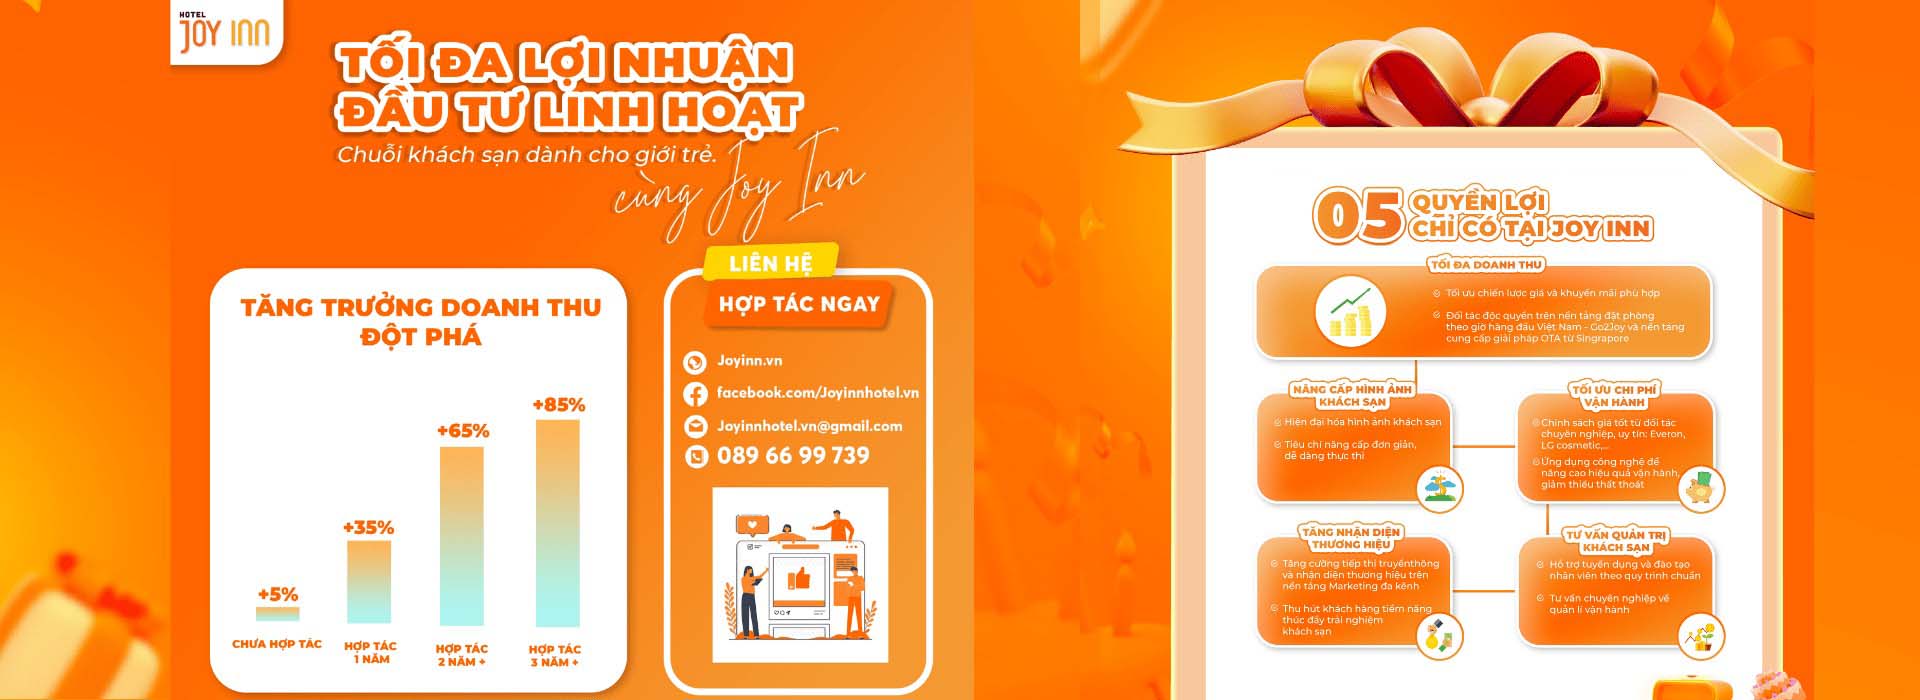 HOTEL
JOY INN
TỐI ĐA LỢI NHUẬN
ĐẦU TƯ LINH HOẠT
Chuỗi khách sạn dành cho giới trẻ.
cùng Joy Inn
TĂNG TRƯỞNG DOANH THU
ĐỘT PHÁ
+5%
+35%
+65%
+85%
CHƯA HỢP TÁC
HỢP TÁC
1 NĂM
HỢP TÁC
2 NĂM +
HỢP TÁC
3 NĂM +
LIÊN HỆ
HỢP TÁC NGAY
Joyinn.vn
facebook.com/Joyinnhotel.vn
Joyinnhotel.vn@gmail.com
089 66 99 739
05 QUYỀN LỢI
CHỈ CÓ TẠI JOY INN
TỐI ĐA DOANH THU
Tối ưu chiến lược giá và khuyến mãi phù hợp
Đối tác độc quyền trên nền tảng đặt phòng
theo giờ hàng đầu Việt Nam – Go2Joy và nền tảng
cung cấp giải pháp OTA từ Singrapore
NÂNG CẤP HÌNH ẢNH
KHÁCH SẠN
Hiện đại hóa hình ảnh khách sạn
Tiêu chí nâng cấp đơn giản,
dễ dàng thực thi
TỐI ƯU CHI PHÍ
VẬN HÀNH
Chính sách giá tốt từ đối tác
chuyên nghiệp, uy tín: Everon,
LG cosmetic,...
Ứng dụng công nghệ để
nâng cao hiệu quả vận hành,
giảm thiểu thất thoát
TĂNG NHẬN DIỆN
THƯƠNG HIỆU
Tăng cường tiếp thị truyềnthông
và nhận diện thương hiệu trên
nền tảng Marketing đa kênh
Thu hút khách hàng tiềm năng
thúc đẩy trải nghiệm
khách sạn
TƯ VẤN QUẢN TRỊ
KHÁCH SẠN
Hỗ trợ tuyển dụng và đào tạo
nhân viên theo quy trình chuẩn
Tư vấn chuyên nghiệp về
quản lí vận hành